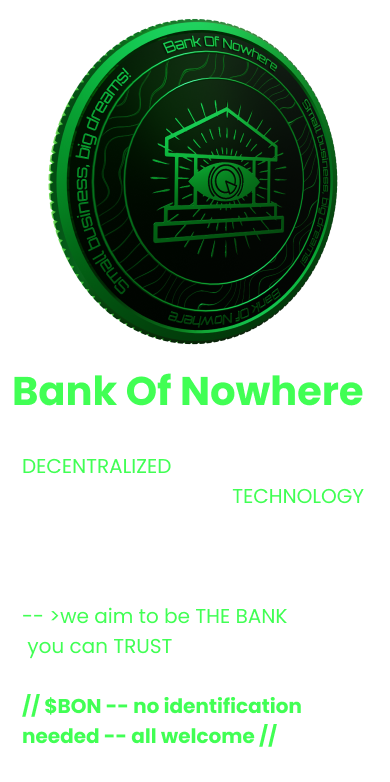 Bank Of Nowhere
Small business, big dreams!
Small business, big dreams!
Bank Of Nowhere
Bank Of Nowhere
DECENTRALIZED
TECHNOLOGY
-- >we aim to be THE BANK
you can TRUST
// $BON -- no identification
needed -- all welcome //